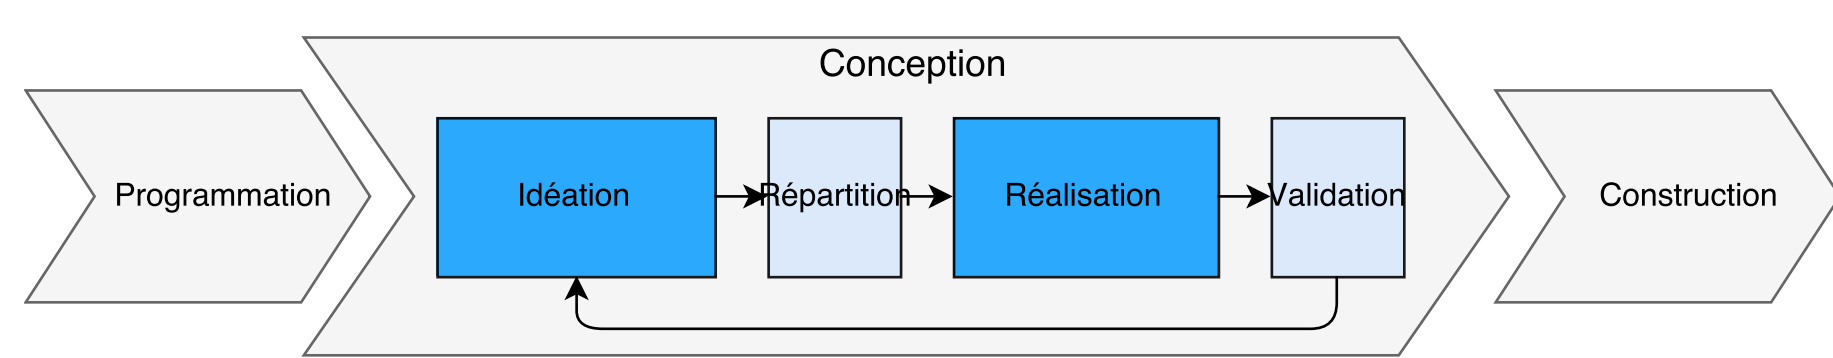 Conception
Programmation
Idéation
Répartition
Réalisation
Validation
Construction